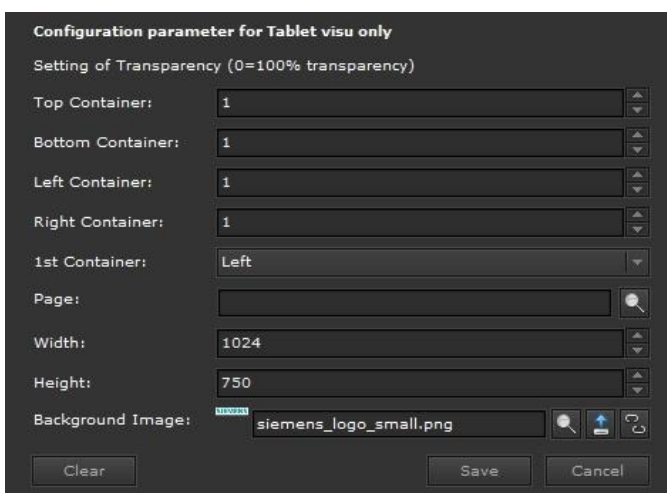 Configuration parameter for Tablet visu only
Setting of Transparency (0=100% transparency)
Top Container: 1
Bottom Container: 1
Left Container: 1
Right Container: 1
1st Container: Left
Page:
Width: 1024
Height: 750
Background Image: SIEMENS siemens_logo_small.png
Clear Save Cancel